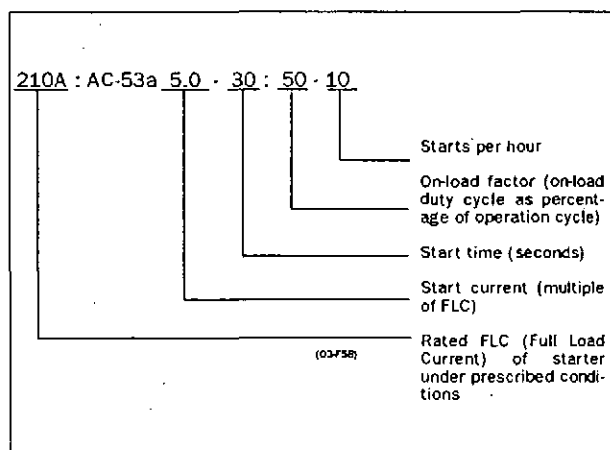 210A : AC-53a 5.0 - 30 : 50 - 10
Starts per hour
On-load factor (on-load
duty cycle as percent-
age of operation cycle)
Start time (seconds)
Start current (multiple
of FLC)
Rated FLC (Full Load
Current) of starter
under prescribed condi-
tions